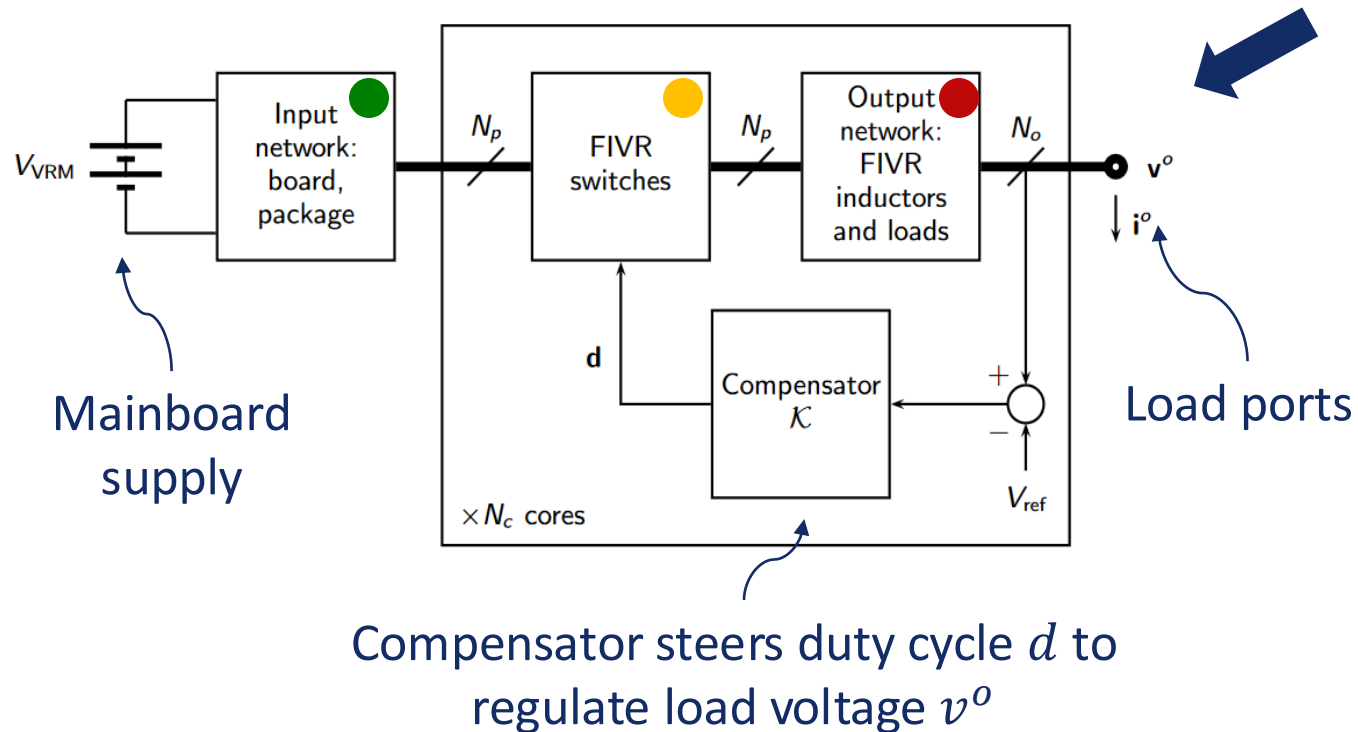 V_VRM
Input
network:
board,
package
N_p
FIVR
switches
N_p
Output
network:
FIVR
inductors
and loads
N_o
v^o
i^o
d
Compensator
𝒦
+
−
V_ref
× N_c cores
Mainboard
supply
Load ports
Compensator steers duty cycle d to
regulate load voltage v^o